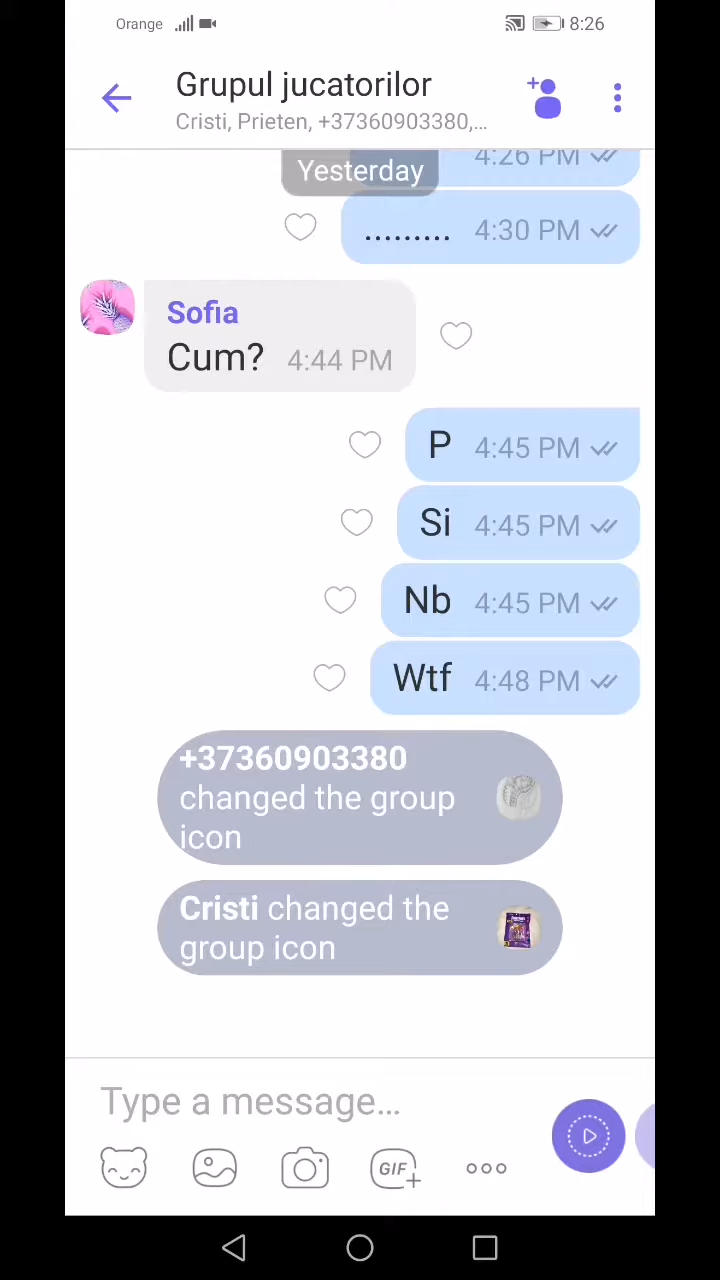 Orange 8:26
Grupul jucatorilor
Cristi, Prieten, +37360903380,...
4:26 PM
Yesterday
......... 4:30 PM
Sofia
Cum? 4:44 PM
P 4:45 PM
Si 4:45 PM
Nb 4:45 PM
Wtf 4:48 PM
+37360903380
changed the group
icon
Cristi changed the
group icon
Type a message...
GIF